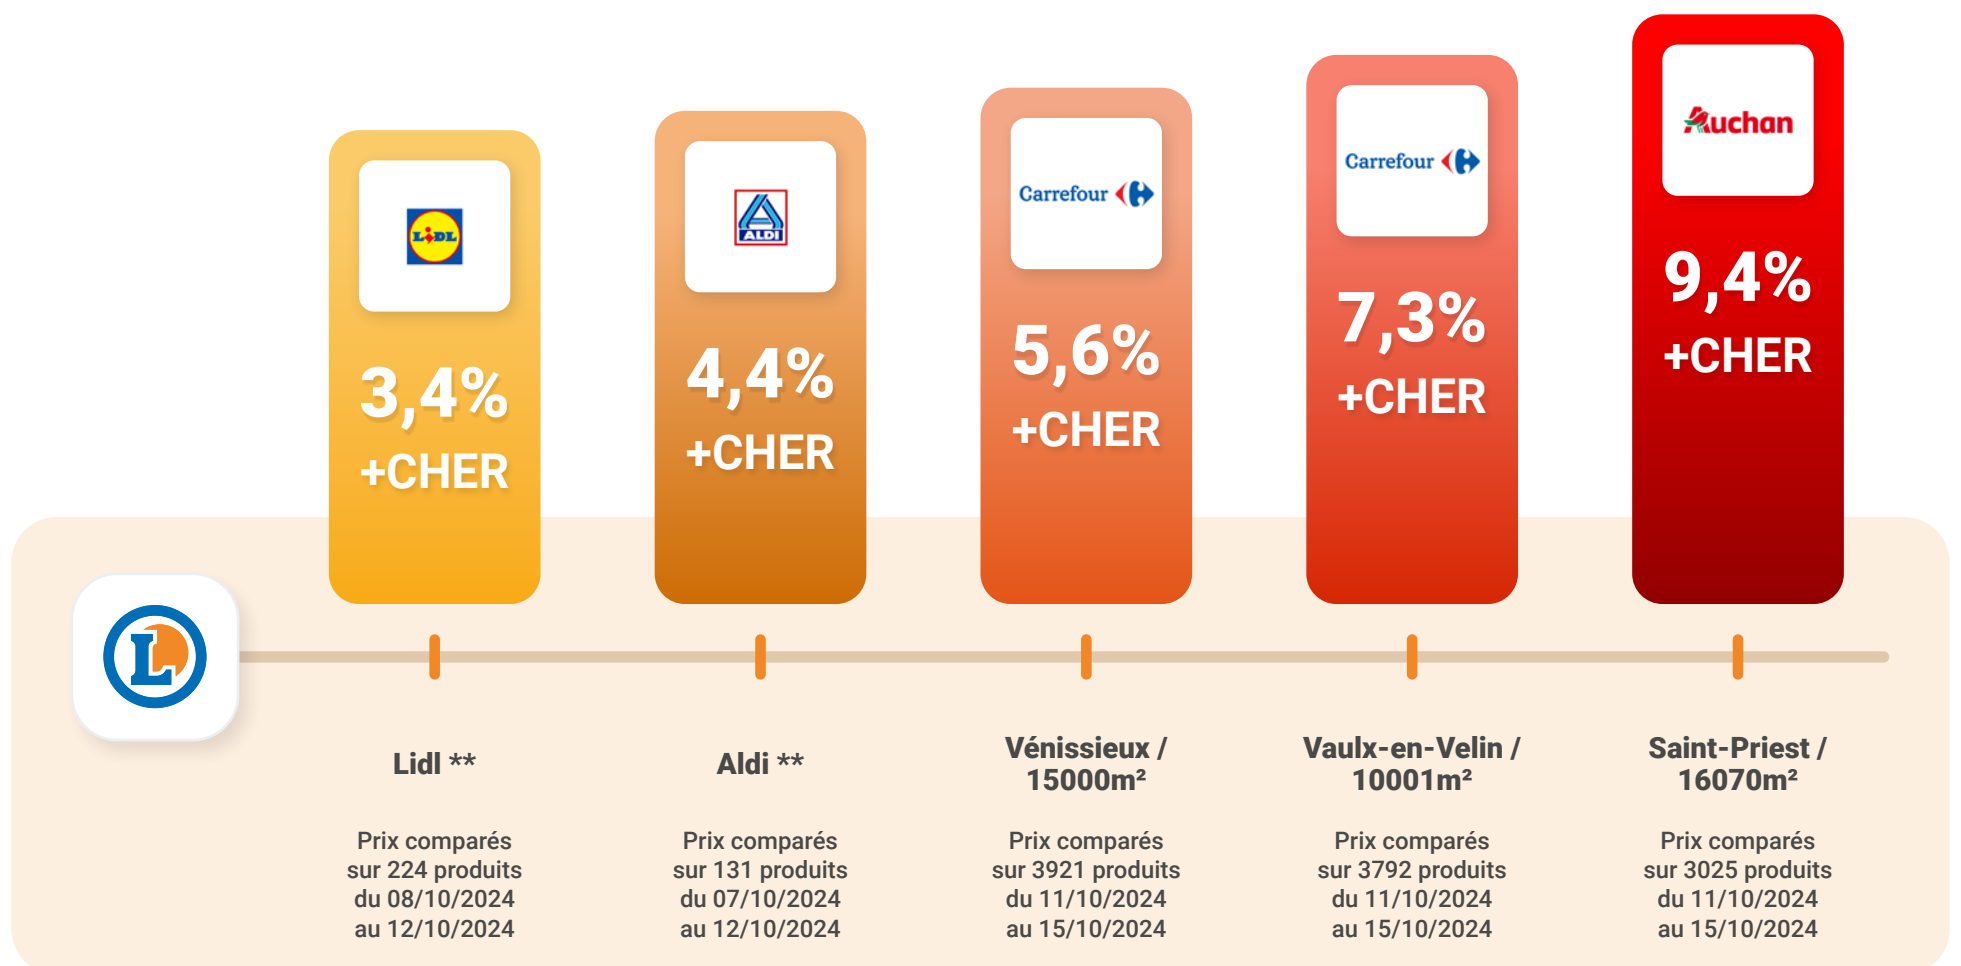 LIDL
3,4%
+CHER
ALDI
4,4%
+CHER
Carrefour
5,6%
+CHER
Carrefour
7,3%
+CHER
Auchan
9,4%
+CHER
L
Lidl **
Prix comparés
sur 224 produits
du 08/10/2024
au 12/10/2024
Aldi **
Prix comparés
sur 131 produits
du 07/10/2024
au 12/10/2024
Vénissieux /
15000m²
Prix comparés
sur 3921 produits
du 11/10/2024
au 15/10/2024
Vaulx-en-Velin /
10001m²
Prix comparés
sur 3792 produits
du 11/10/2024
au 15/10/2024
Saint-Priest /
16070m²
Prix comparés
sur 3025 produits
du 11/10/2024
au 15/10/2024